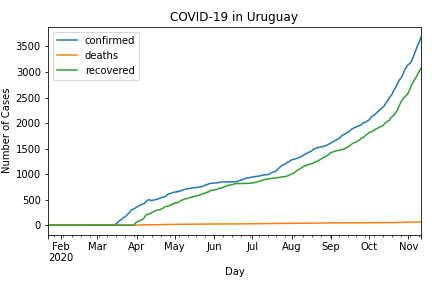 COVID-19 in Uruguay
confirmed
deaths
recovered
Number of Cases
3500
3000
2500
2000
1500
1000
500
0
Feb Mar Apr May Jun Jul Aug Sep Oct Nov
2020
Day